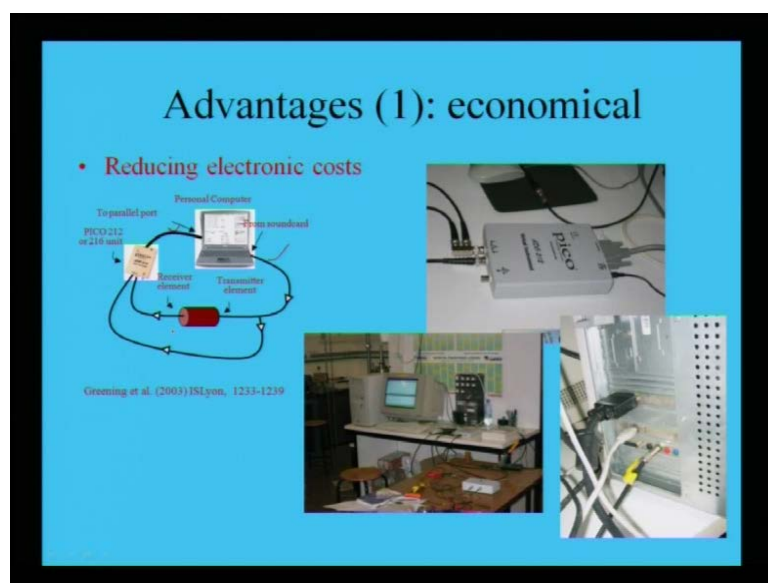 Advantages (1): economical
• Reducing electronic costs
Personal Computer
To parallel port
From soundcard
PICO 212
or 216 unit
Receiver
element
Transmitter
element
Greening et al. (2003) ISLyon, 1233-1239
pico